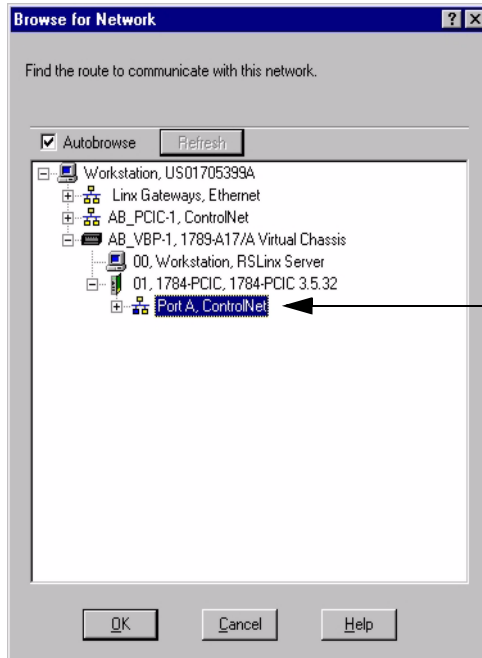 Browse for Network
Find the route to communicate with this network.
Autobrowse Refresh
Workstation, US01705399A
Linx Gateways, Ethernet
AB_PCIC-1, ControlNet
AB_VBP-1, 1789-A17/A Virtual Chassis
00, Workstation, RSLinx Server
01, 1784-PCIC, 1784-PCIC 3.5.32
Port A, ControlNet
OK Cancel Help